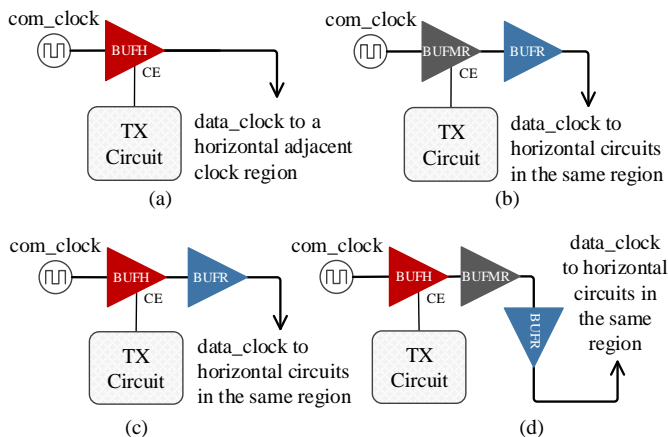 com_clock
BUFH
CE
TX
Circuit
data_clock to a
horizontal adjacent
clock region
(a)
com_clock
BUFMR
BUFR
CE
TX
Circuit
data_clock to
horizontal circuits
in the same region
(b)
com_clock
BUFH
BUFR
CE
TX
Circuit
data_clock to
horizontal circuits
in the same region
(c)
com_clock
BUFH
BUFMR
CE
BUFR
TX
Circuit
data_clock
to horizontal
circuits in
the same
region
(d)